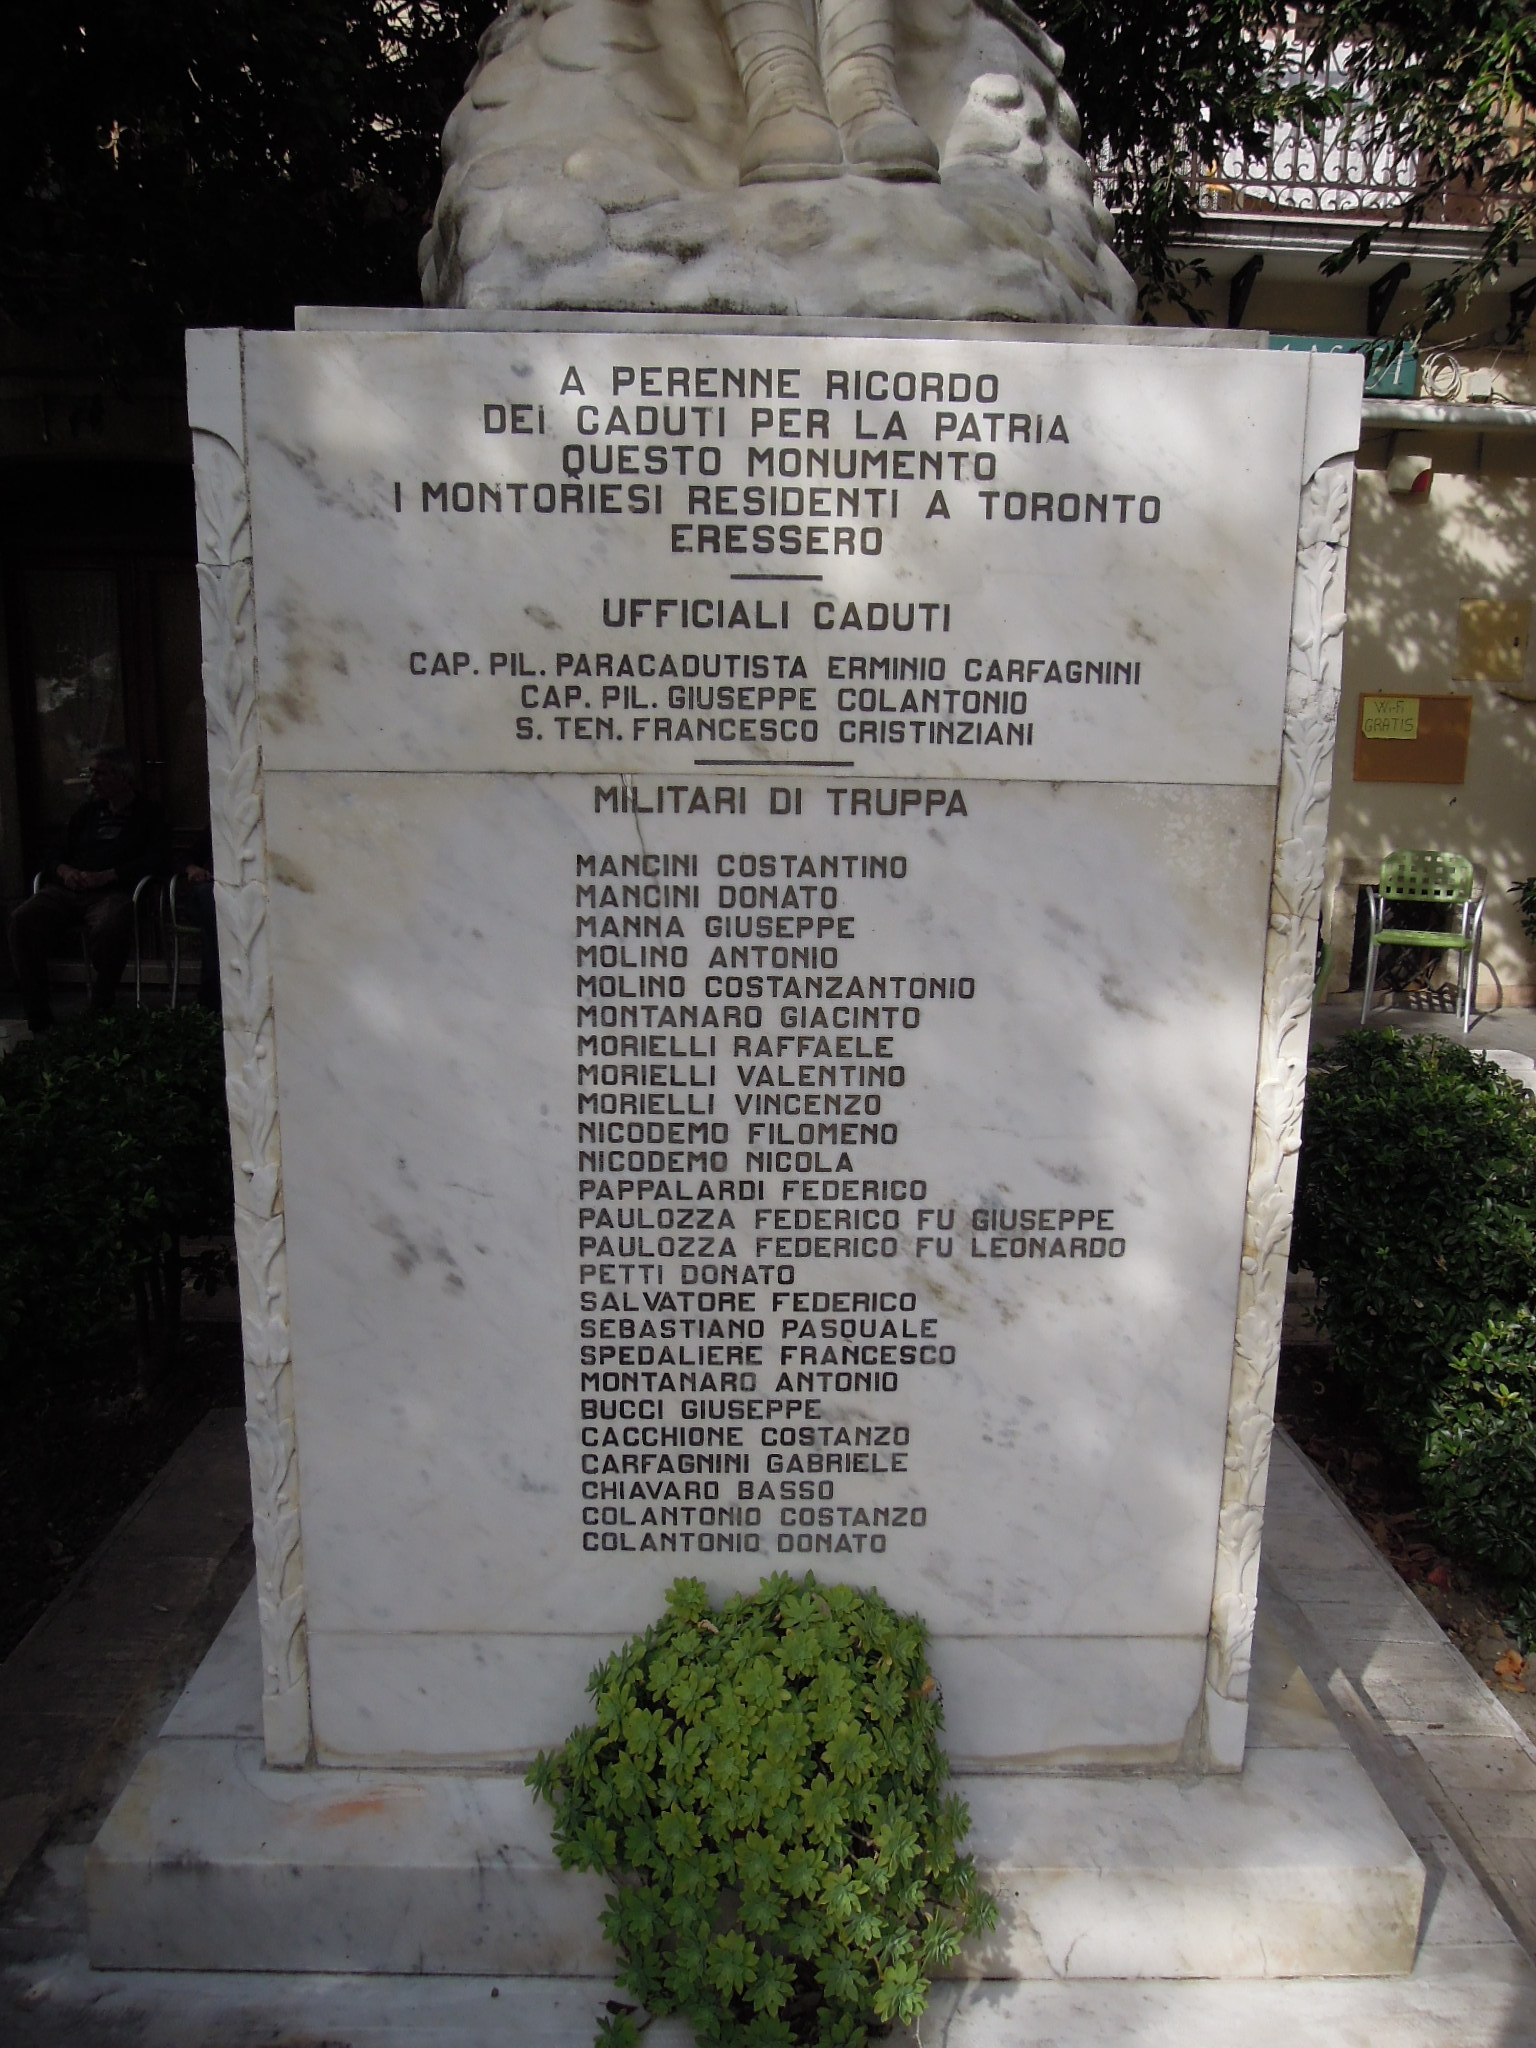 A PERENNE RICORDO
DEI CADUTI PER LA PATRIA
QUESTO MONUMENTO
I MONTORIESI RESIDENTI A TORONTO
ERESSERO
UFFICIALI CADUTI
CAP. PIL. PARACADUTISTA ERMINIO CARFAGNINI
CAP. PIL. GIUSEPPE COLANTONIO
S. TEN. FRANCESCO CRISTINZIANI
MILITARI DI TRUPPA
MANCINI COSTANTINO
MANCINI DONATO
MANNA GIUSEPPE
MOLINO ANTONIO
MOLINO COSTANZANTONIO
MONTANARO GIACINTO
MORIELLI RAFFAELE
MORIELLI VALENTINO
MORIELLI VINCENZO
NICODEMO FILOMENO
NICODEMO NICOLA
PAPPALARDI FEDERICO
PAULOZZA FEDERICO FU GIUSEPPE
PAULOZZA FEDERICO FU LEONARDO
PETTI DONATO
SALVATORE FEDERICO
SEBASTIANO PASQUALE
SPEDALIERE FRANCESCO
MONTANARO ANTONIO
BUCCI GIUSEPPE
CACCHIONE COSTANZO
CARFAGNINI GABRIELE
CHIAVARO BASSO
COLANTONIO COSTANZO
COLANTONIO DONATO
Wi-Fi
GRATIS